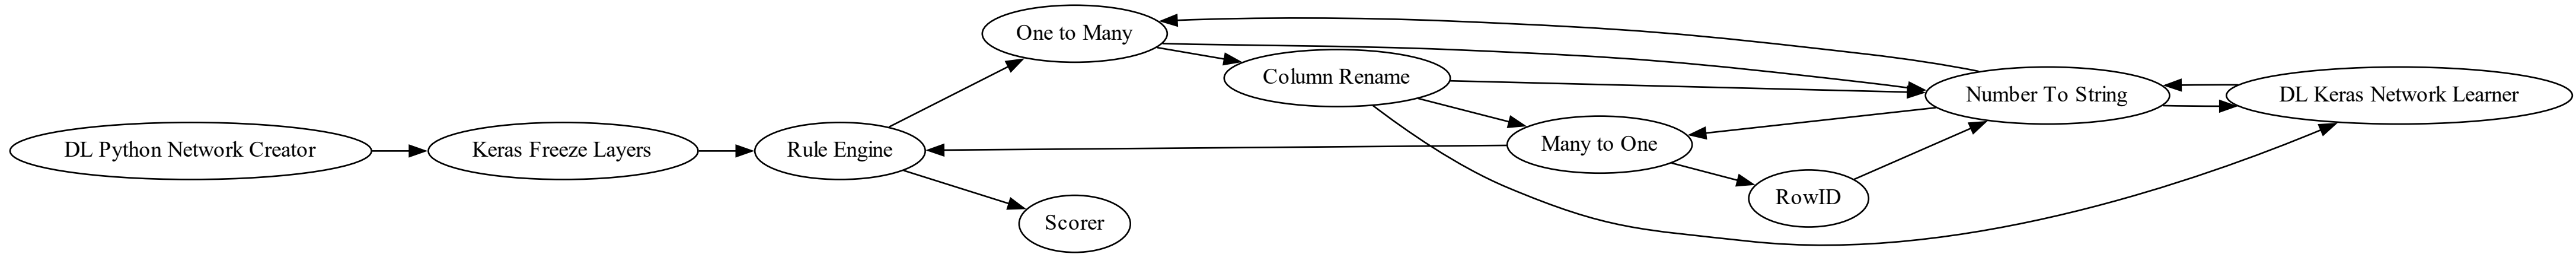 DL Python Network Creator
Keras Freeze Layers
Rule Engine
One to Many
Scorer
Column Rename
Many to One
RowID
Number To String
DL Keras Network Learner